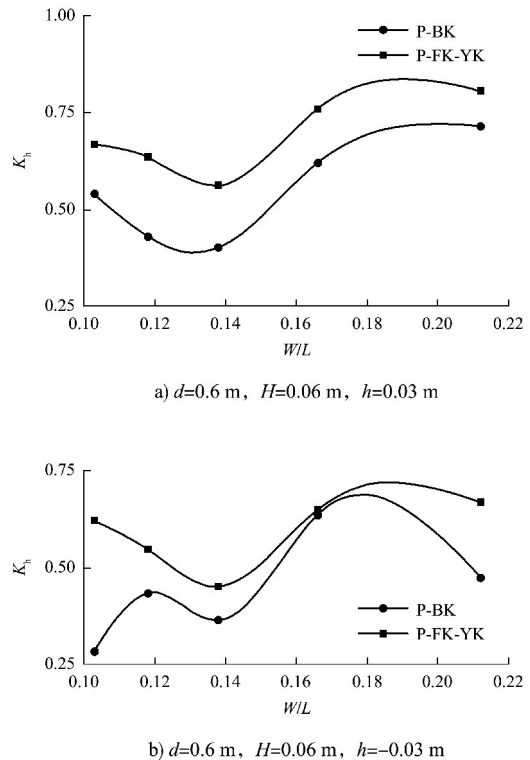 1.00
P-BK
P-FK-YK
0.75
K_h
0.50
0.25
0.10 0.12 0.14 0.16 0.18 0.20 0.22
W/L
a) d=0.6 m, H=0.06 m, h=0.03 m
0.75
K_h
0.50
P-BK
P-FK-YK
0.25
0.10 0.12 0.14 0.16 0.18 0.20 0.22
W/L
b) d=0.6 m, H=0.06 m, h=-0.03 m